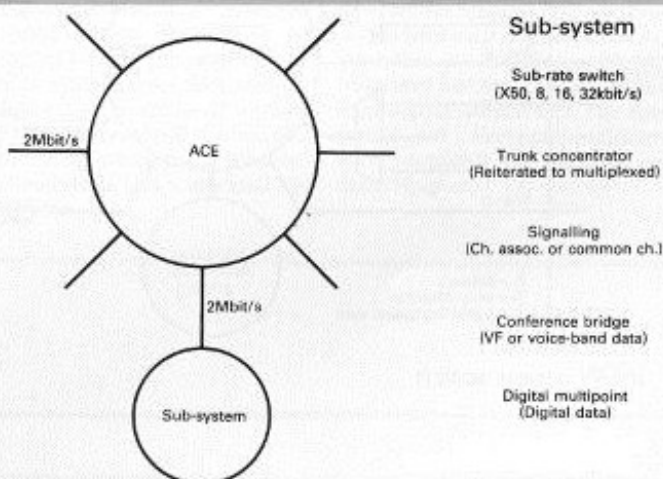 Sub-system
Sub-rate switch
(X50, 8, 16, 32kbit/s)
2Mbit/s
ACE
Trunk concentrator
(Reiterated to multiplexed)
Signalling
(Ch. assoc. or common ch.)
2Mbit/s
Conference bridge
(VF or voice-band data)
Digital multipoint
(Digital data)
Sub-system